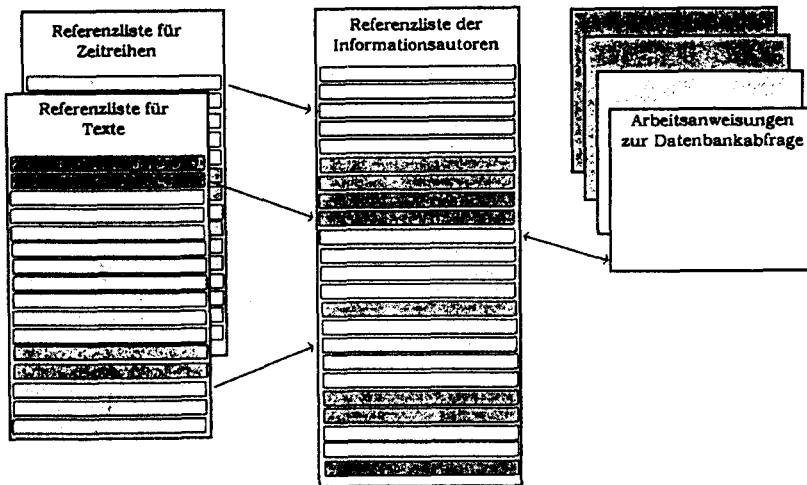 Referenzliste für
Zeitreihen
Referenzliste für
Texte
Referenzliste der
Informationsautoren
Arbeitsanweisungen
zur Datenbankabfrage